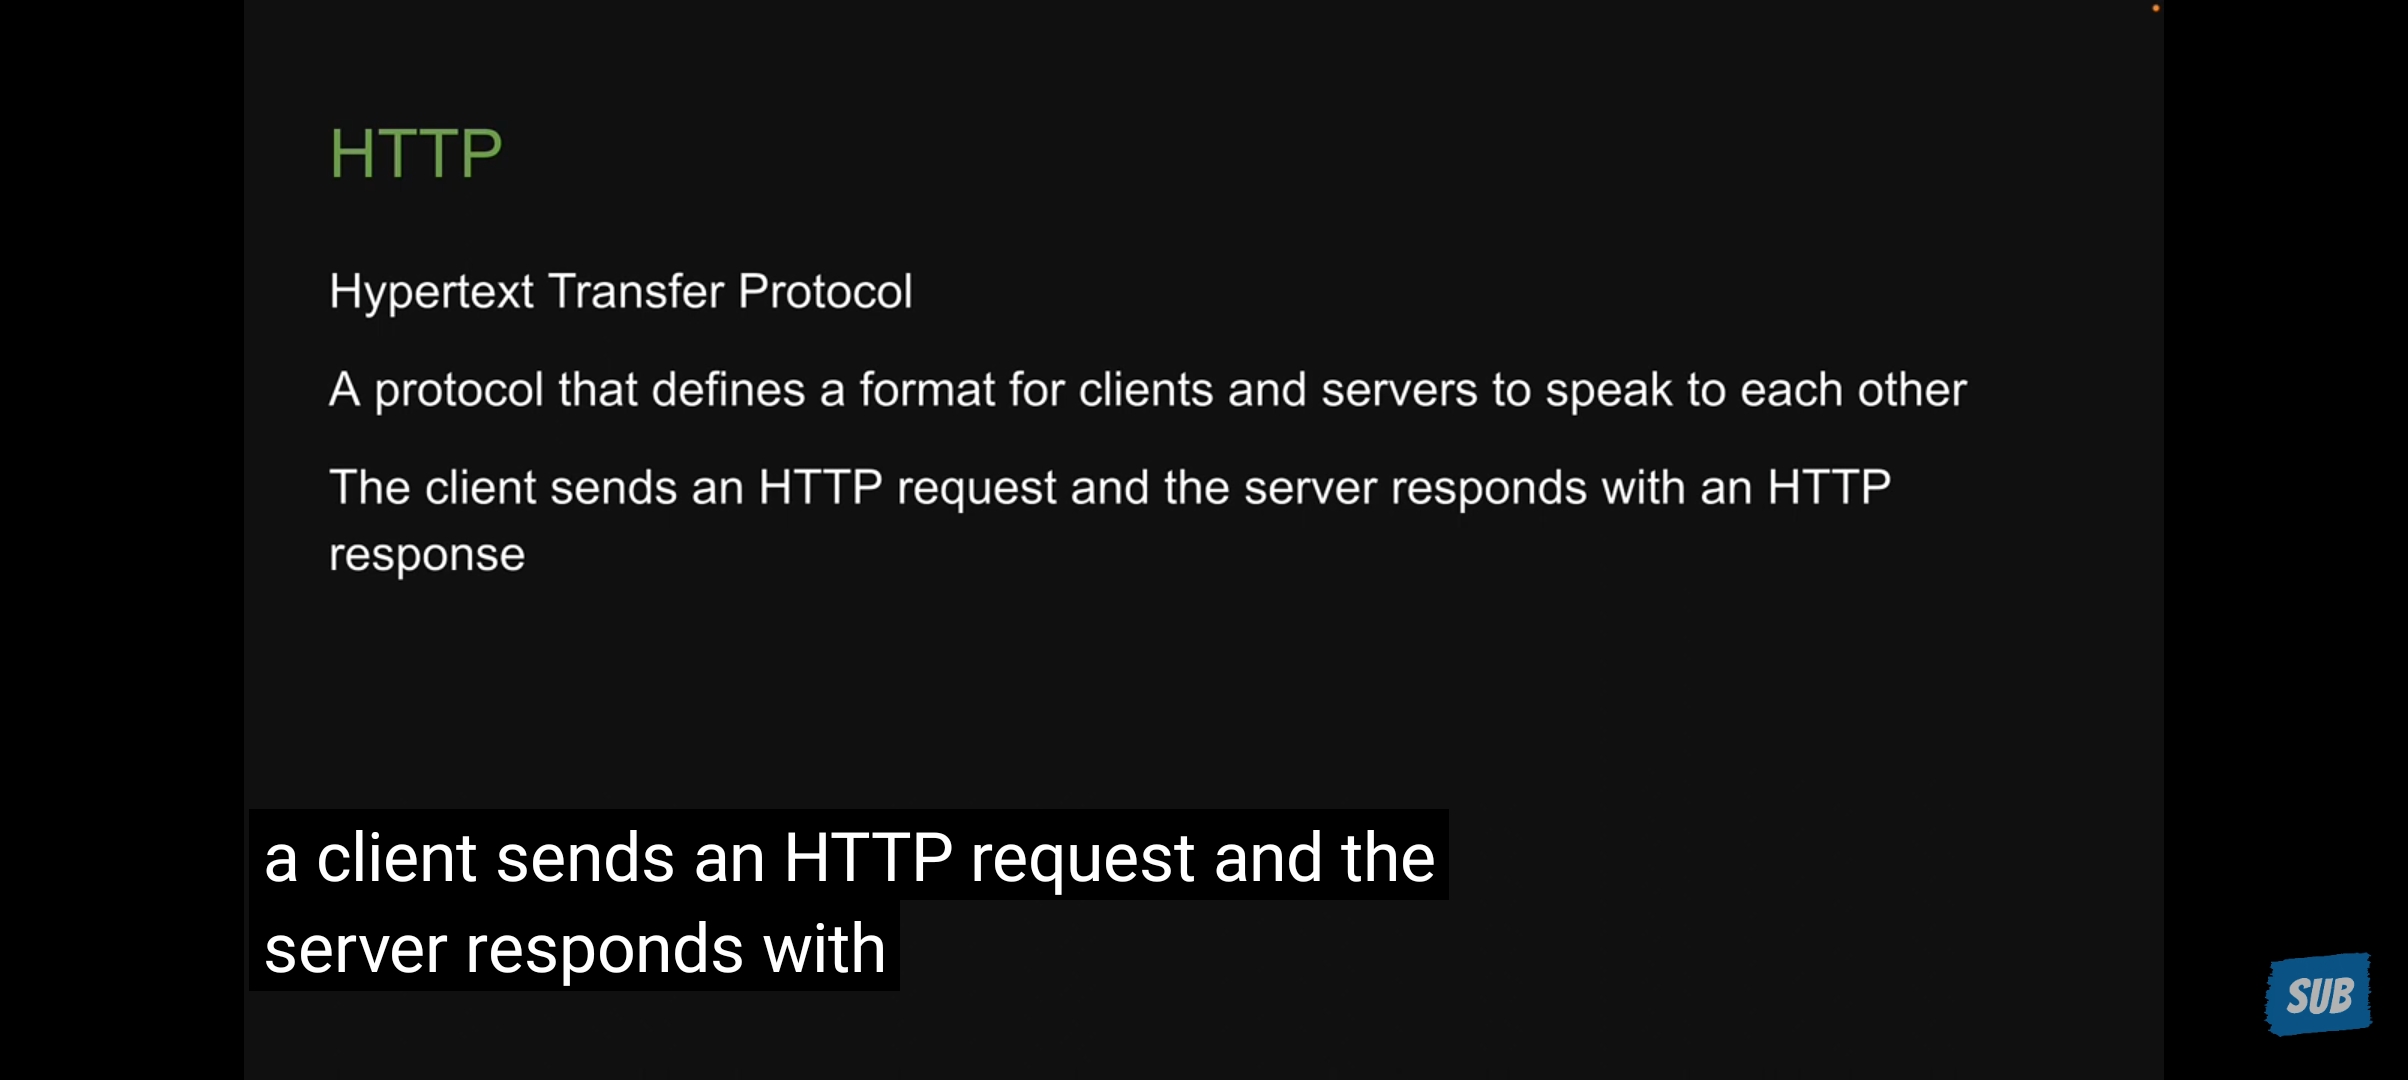 HTTP
Hypertext Transfer Protocol
A protocol that defines a format for clients and servers to speak to each other
The client sends an HTTP request and the server responds with an HTTP
response
a client sends an HTTP request and the
server responds with
SUB